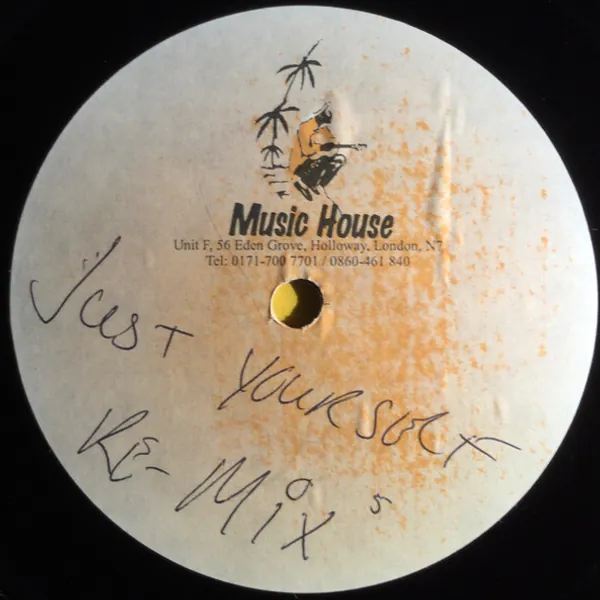 Music House
Unit F, 56 Eden Grove, Holloway, London, N7
Tel: 0171-700 7701 / 0860-461 840
JUST YOURSELF
RE-MIX s